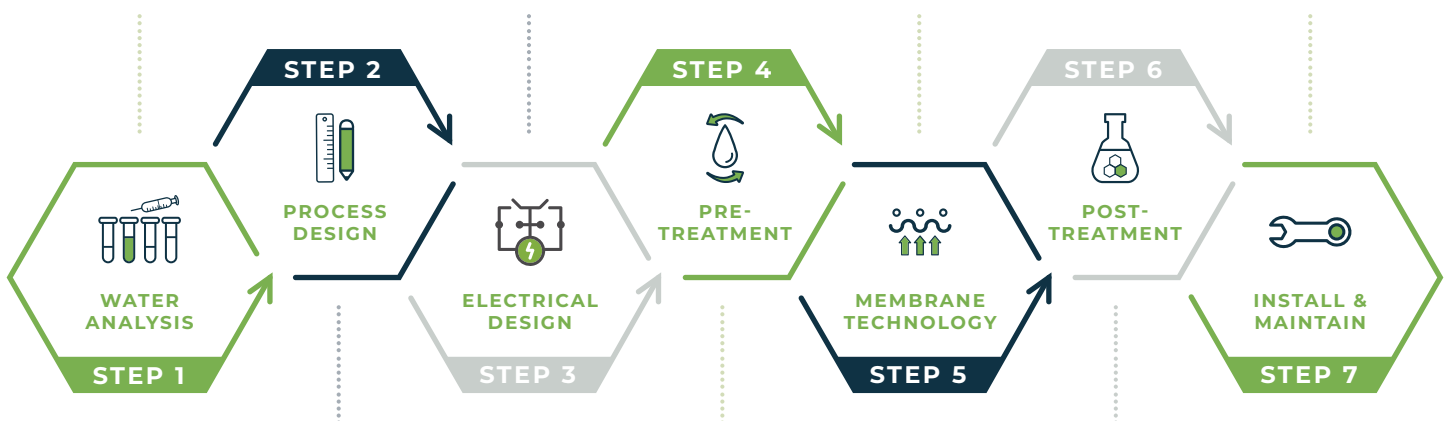 STEP 1
WATER
ANALYSIS
STEP 2
PROCESS
DESIGN
STEP 3
ELECTRICAL
DESIGN
STEP 4
PRE-
TREATMENT
STEP 5
MEMBRANE
TECHNOLOGY
STEP 6
POST-
TREATMENT
STEP 7
INSTALL &
MAINTAIN